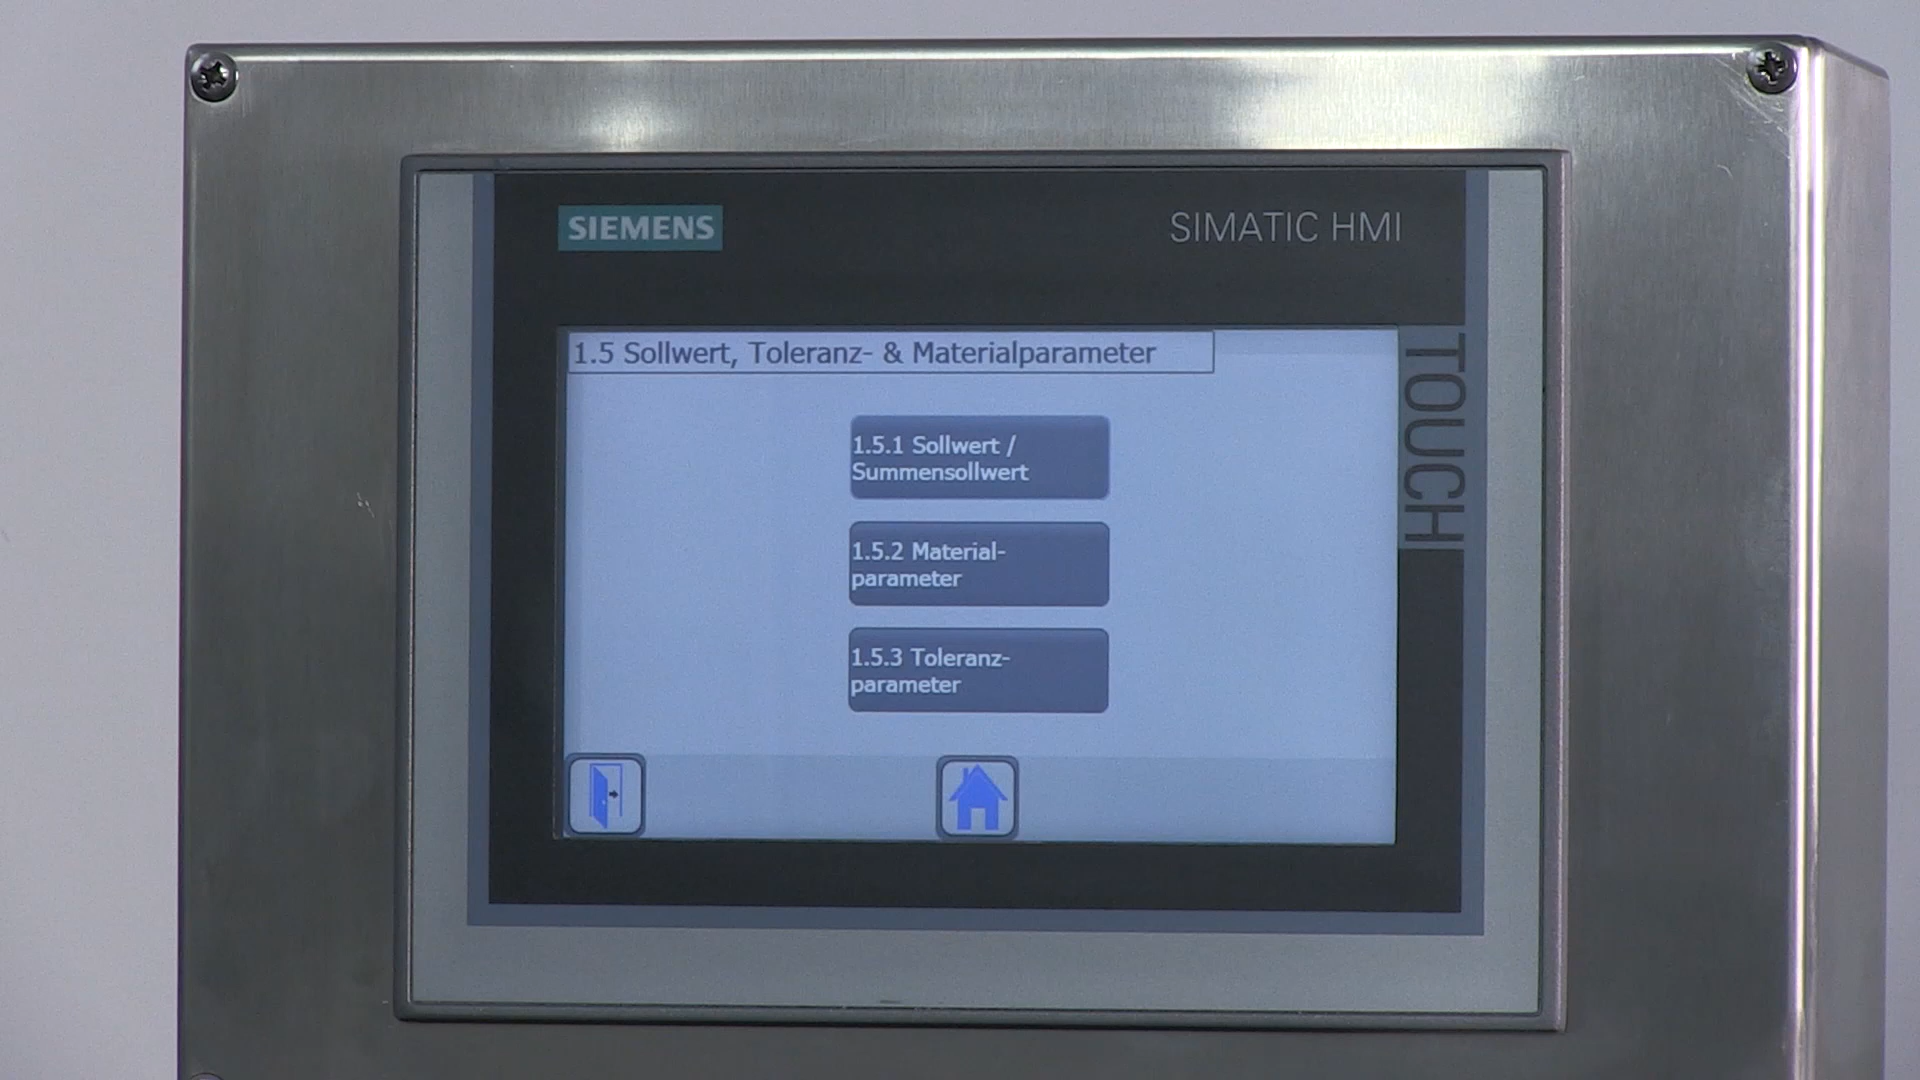 SIEMENS
SIMATIC HMI
TOUCH
1.5 Sollwert, Toleranz- & Materialparameter
1.5.1 Sollwert /
Summensollwert
1.5.2 Material-
parameter
1.5.3 Toleranz-
parameter